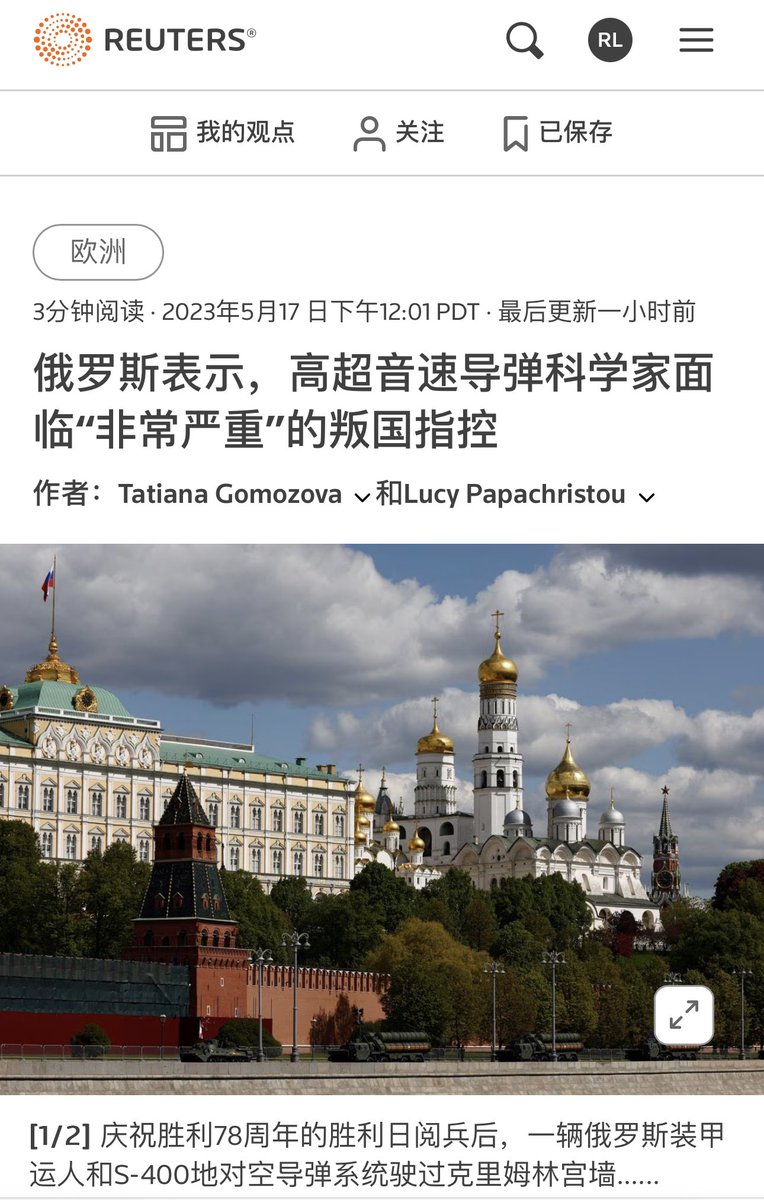 REUTERS®
RL
我的观点
关注
已保存
欧洲
3分钟阅读 · 2023年5月17 日下午12:01 PDT · 最后更新一小时前
俄罗斯表示，高超音速导弹科学家面
临“非常严重”的叛国指控
作者：Tatiana Gomozova 和Lucy Papachristou
[1/2] 庆祝胜利78周年的胜利日阅兵后，一辆俄罗斯装甲
运人和S-400地对空导弹系统驶过克里姆林宫墙......